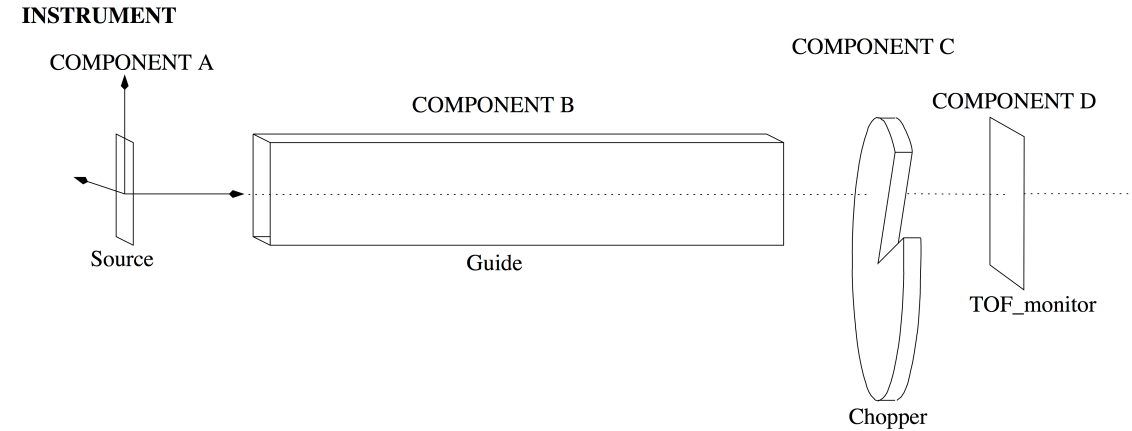 INSTRUMENT
COMPONENT A
COMPONENT B
COMPONENT C
COMPONENT D
Source
Guide
TOF_monitor
Chopper